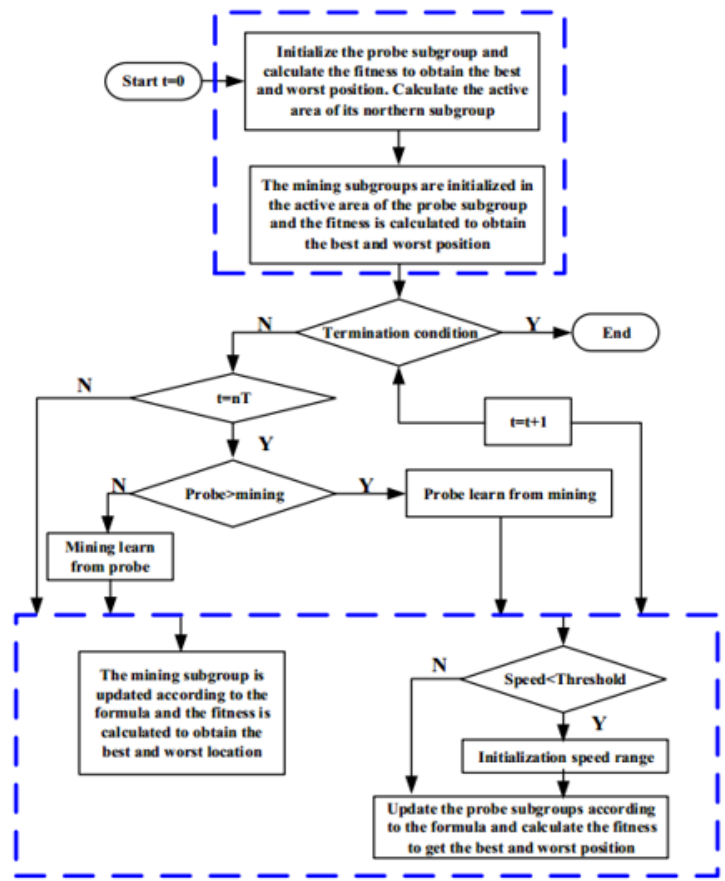 Start t=0
Initialize the probe subgroup and
calculate the fitness to obtain the best
and worst position. Calculate the active
area of its northern subgroup
The mining subgroups are initialized in
the active area of the probe subgroup
and the fitness is calculated to obtain
the best and worst position
Termination condition
N
Y
End
t=nT
N
Y
t=t+1
Probe>mining
N
Y
Probe learn from mining
Mining learn
from probe
The mining subgroup is
updated according to the
formula and the fitness is
calculated to obtain the
best and worst location
Speed<Threshold
N
Y
Initialization speed range
Update the probe subgroups according
to the formula and calculate the fitness
to get the best and worst position